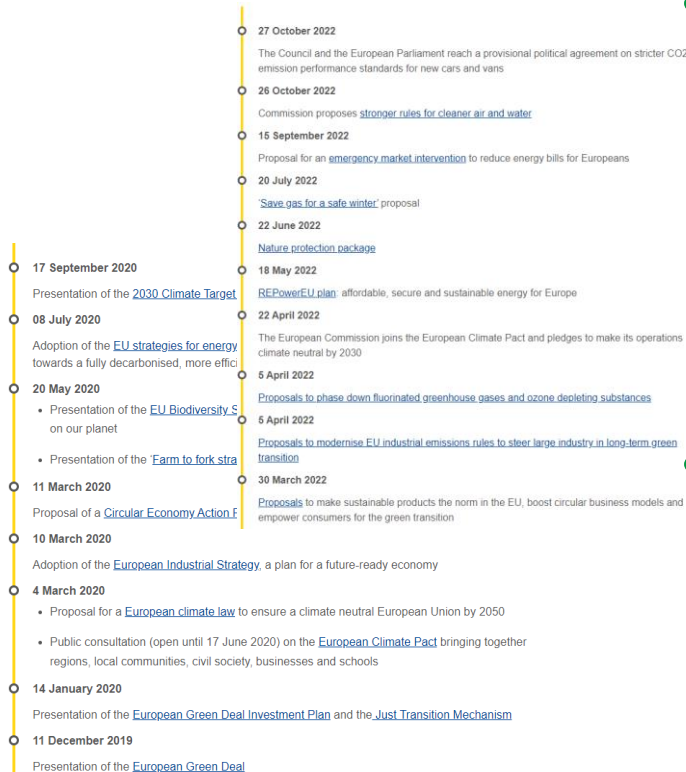 27 October 2022
The Council and the European Parliament reach a provisional political agreement on stricter CO2
emission performance standards for new cars and vans
26 October 2022
Commission proposes stronger rules for cleaner air and water
15 September 2022
Proposal for an emergency market intervention to reduce energy bills for Europeans
20 July 2022
‘Save gas for a safe winter’ proposal
22 June 2022
Nature protection package
18 May 2022
REPowerEU plan: affordable, secure and sustainable energy for Europe
22 April 2022
The European Commission joins the European Climate Pact and pledges to make its operations
climate neutral by 2030
5 April 2022
Proposals to phase down fluorinated greenhouse gases and ozone depleting substances
5 April 2022
Proposals to modernise EU industrial emissions rules to steer large industry in long-term green
transition
30 March 2022
Proposals to make sustainable products the norm in the EU, boost circular business models and
empower consumers for the green transition
17 September 2020
Presentation of the 2030 Climate Target
08 July 2020
Adoption of the EU strategies for energy
towards a fully decarbonised, more effici
20 May 2020
• Presentation of the EU Biodiversity S
on our planet
• Presentation of the ‘Farm to fork stra
11 March 2020
Proposal of a Circular Economy Action
10 March 2020
Adoption of the European Industrial Strategy, a plan for a future-ready economy
4 March 2020
• Proposal for a European climate law to ensure a climate neutral European Union by 2050
• Public consultation (open until 17 June 2020) on the European Climate Pact bringing together
regions, local communities, civil society, businesses and schools
14 January 2020
Presentation of the European Green Deal Investment Plan and the Just Transition Mechanism
11 December 2019
Presentation of the European Green Deal